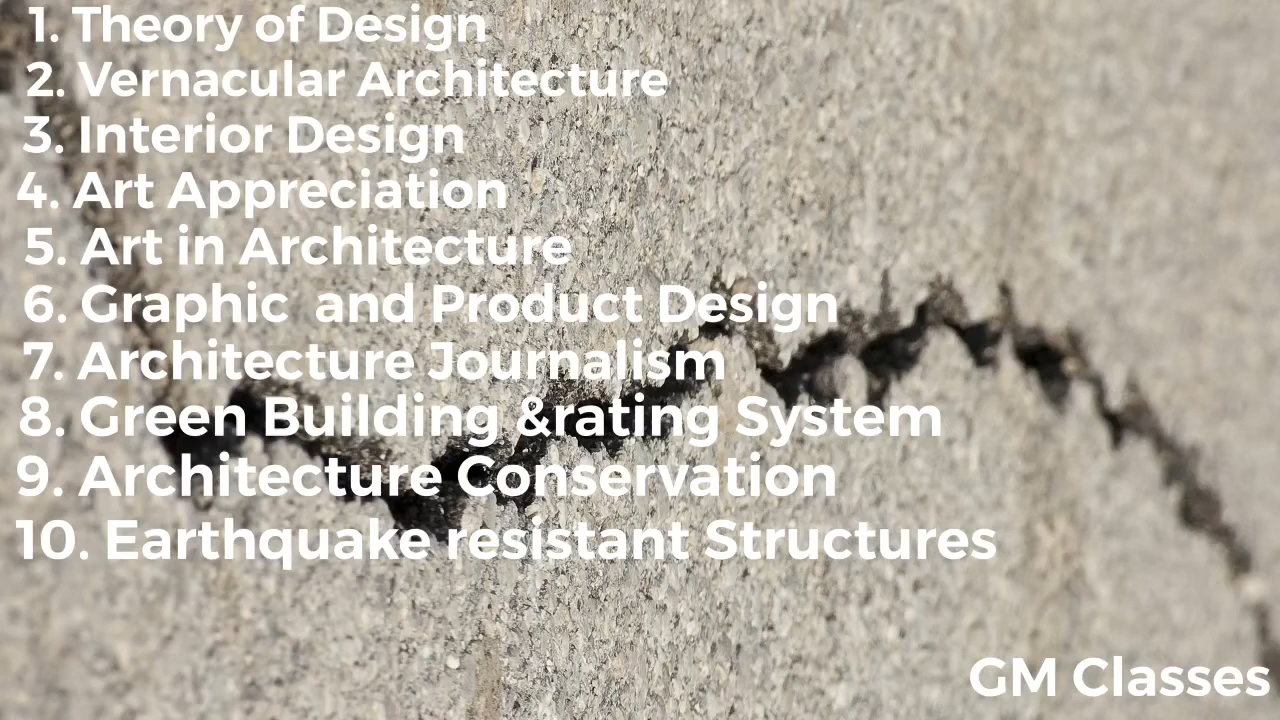 1. Theory of Design
2. Vernacular Architecture
3. Interior Design
4. Art Appreciation
5. Art in Architecture
6. Graphic  and Product Design
7. Architecture Journalism
8. Green Building &rating System
9. Architecture Conservation
10. Earthquake resistant Structures
GM Classes